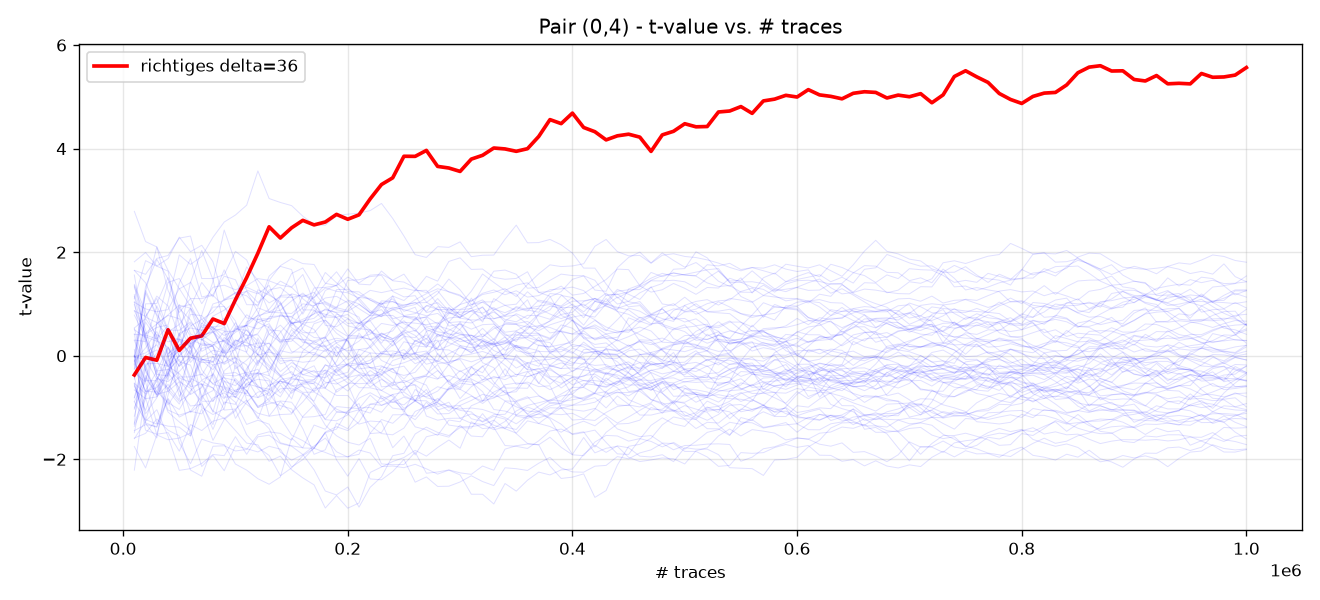 Pair (0,4) - t-value vs. # traces
richtiges delta=36
t-value
6
4
2
0
−2
0.0 0.2 0.4 0.6 0.8 1.0
1e6
# traces